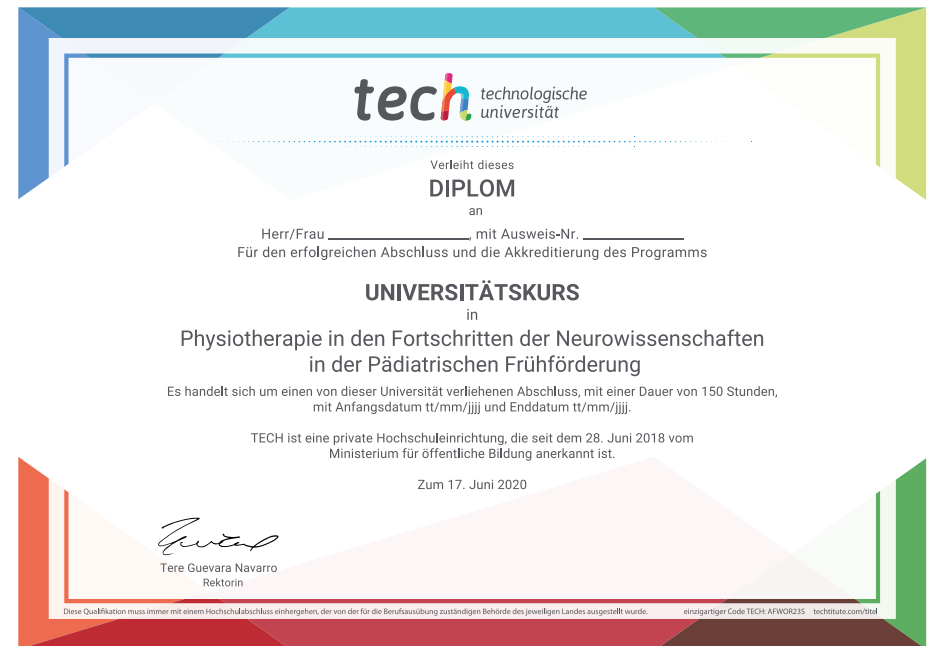 tech technologische
universität
Verleiht dieses
DIPLOM
an
Herr/Frau ____________________, mit Ausweis-Nr. ______________
Für den erfolgreichen Abschluss und die Akkreditierung des Programms
UNIVERSITÄTSKURS
in
Physiotherapie in den Fortschritten der Neurowissenschaften
in der Pädiatrischen Frühförderung
Es handelt sich um einen von dieser Universität verliehenen Abschluss, mit einer Dauer von 150 Stunden,
mit Anfangsdatum tt/mm/jjjj und Enddatum tt/mm/jjjj.
TECH ist eine private Hochschuleinrichtung, die seit dem 28. Juni 2018 vom
Ministerium für öffentliche Bildung anerkannt ist.
Zum 17. Juni 2020
Tere Guevara Navarro
Rektorin
Diese Qualifikation muss immer mit einem Hochschulabschluss einhergehen, der von der für die Berufsausübung zuständigen Behörde des jeweiligen Landes ausgestellt wurde. einzigartiger Code TECH: AFWOR23S techtitute.com/titel